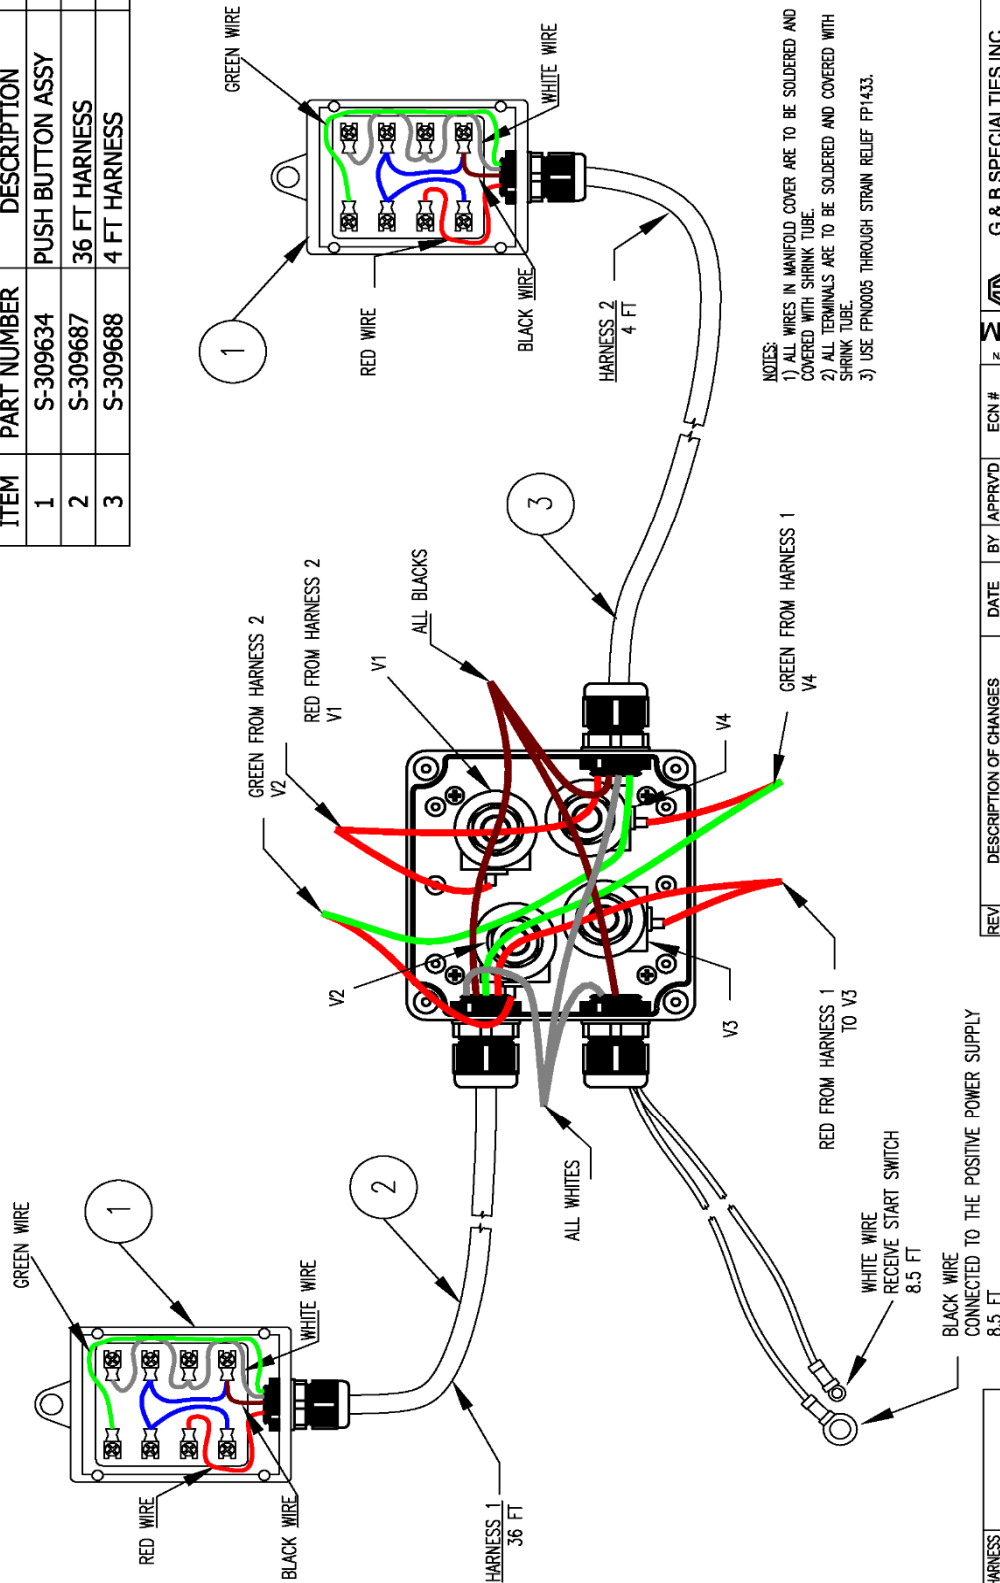 ITEM PART NUMBER DESCRIPTION
1 S-309634 PUSH BUTTON ASSY
2 S-309687 36 FT HARNESS
3 S-309688 4 FT HARNESS
GREEN WIRE
RED WIRE
BLACK WIRE
WHITE WIRE
1
HARNESS 1
36 FT
2
GREEN WIRE
RED WIRE
BLACK WIRE
WHITE WIRE
1
HARNESS 2
4 FT
3
GREEN FROM HARNESS 2
V2
RED FROM HARNESS 2
V1
V1
ALL BLACKS
V2
V3
V4
GREEN FROM HARNESS 1
V4
RED FROM HARNESS 1
TO V3
ALL WHITES
WHITE WIRE
RECEIVE START SWITCH
8.5 FT
BLACK WIRE
CONNECTED TO THE POSITIVE POWER SUPPLY
8.5 FT
NOTES:
1) ALL WIRES IN MANIFOLD COVER ARE TO BE SOLDERED AND
COVERED WITH SHRINK TUBE.
2) ALL TERMINALS ARE TO BE SOLDERED AND COVERED WITH
SHRINK TUBE.
3) USE FPN0005 THROUGH STRAIN RELIEF FP1433.
HARNESS
REV DESCRIPTION OF CHANGES DATE BY APPRV'D ECN #
G & B SPECIALTIES INC